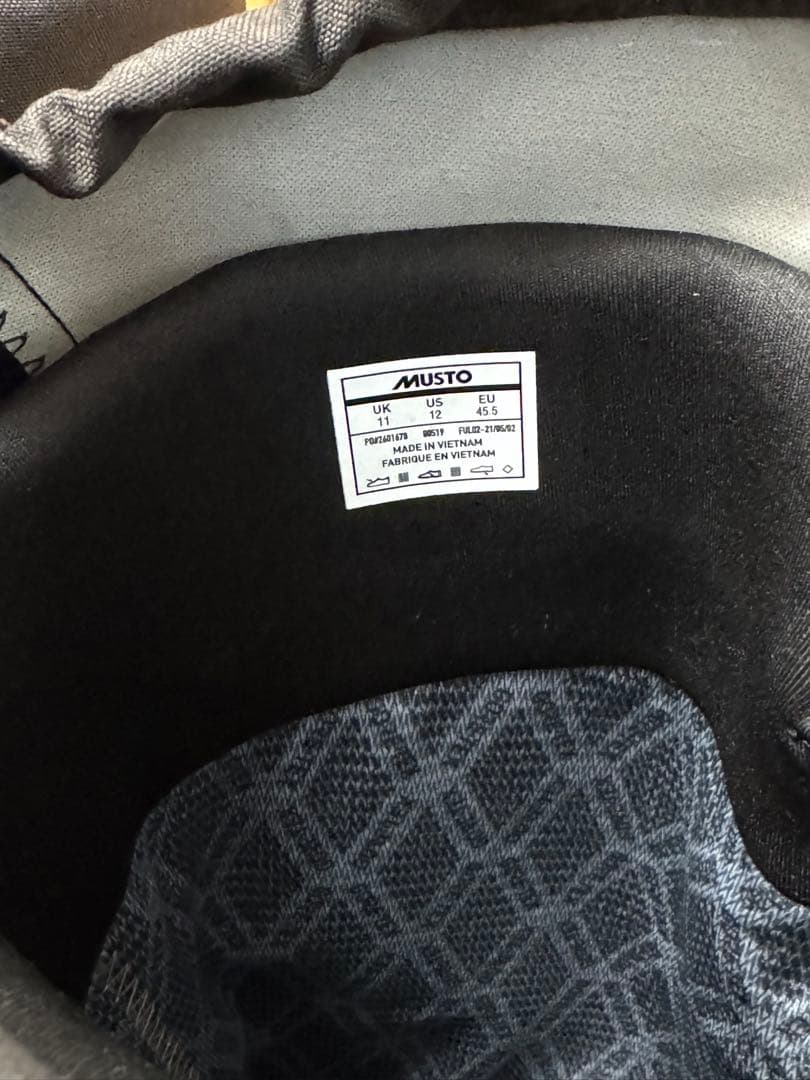 MUSTO
UK US EU
11 12 45.5
PO#2601678 80519 FUL02-21/05/02
MADE IN VIETNAM
FABRIQUE EN VIETNAM